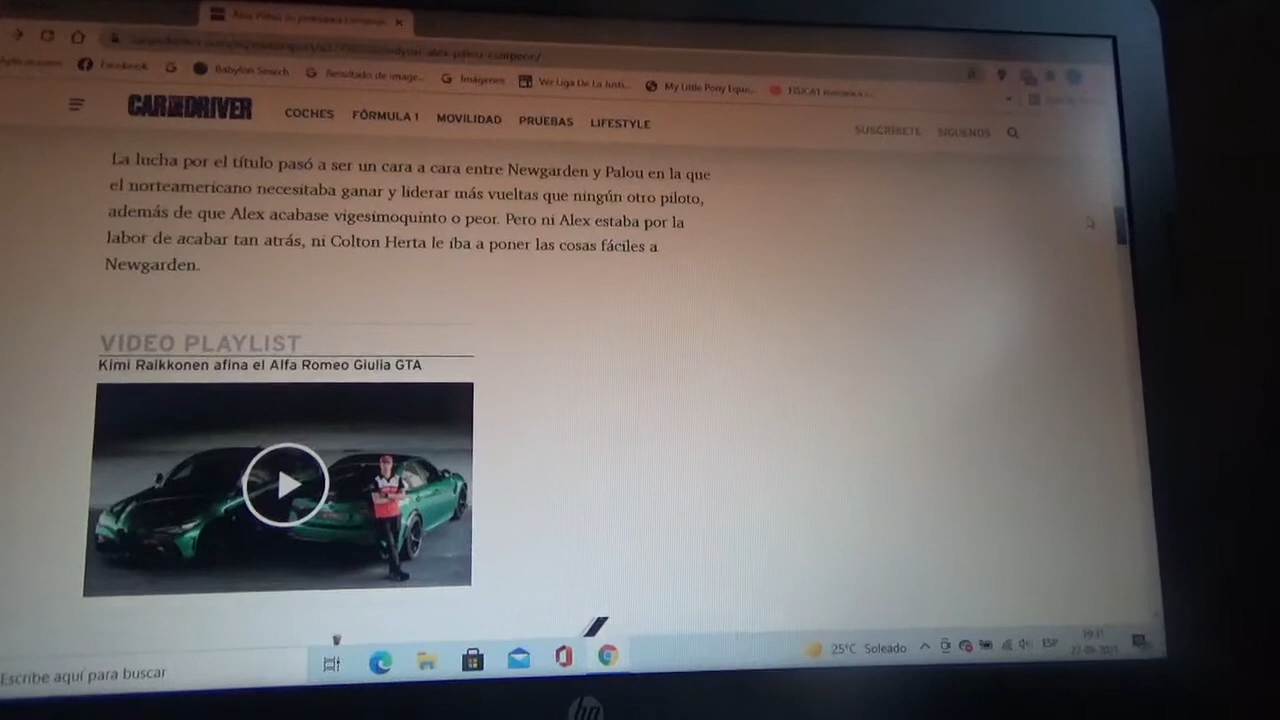 Facebook
Babylon Search
Resultado de image...
Imágenes
Ver Liga De La Justi...
My Little Pony Eque...
CAR AND DRIVER
COCHES
FÓRMULA 1
MOVILIDAD
PRUEBAS
LIFESTYLE
SUSCRÍBETE
SÍGUENOS
La lucha por el título pasó a ser un cara a cara entre Newgarden y Palou en la que
el norteamericano necesitaba ganar y liderar más vueltas que ningún otro piloto,
además de que Alex acabase vigesimoquinto o peor. Pero ni Alex estaba por la
labor de acabar tan atrás, ni Colton Herta le iba a poner las cosas fáciles a
Newgarden.
VIDEO PLAYLIST
Kimi Raikkonen afina el Alfa Romeo Giulia GTA
Escribe aquí para buscar
25°C Soleado
ESP
19:31
hp